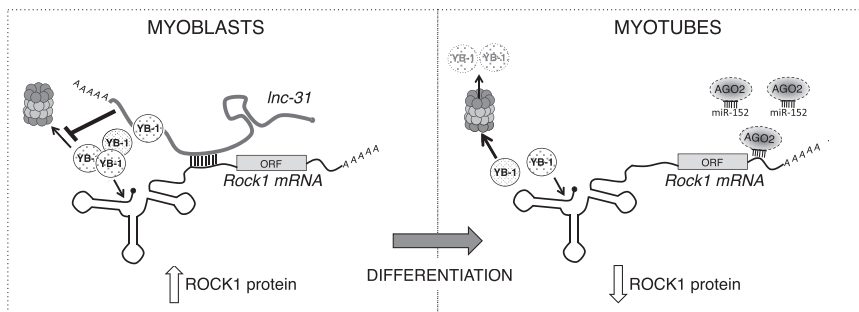 MYOBLASTS
MYOTUBES
AAAAA
lnc-31
YB-1
YB-1
YB-
YB-1
ORF
Rock1 mRNA
AAAAA
ROCK1 protein
DIFFERENTIATION
YB-1 YB-1
AGO2 AGO2
miR-152 miR-152
AGO2
YB-1 YB-1
ORF
Rock1 mRNA
AAAAA
ROCK1 protein